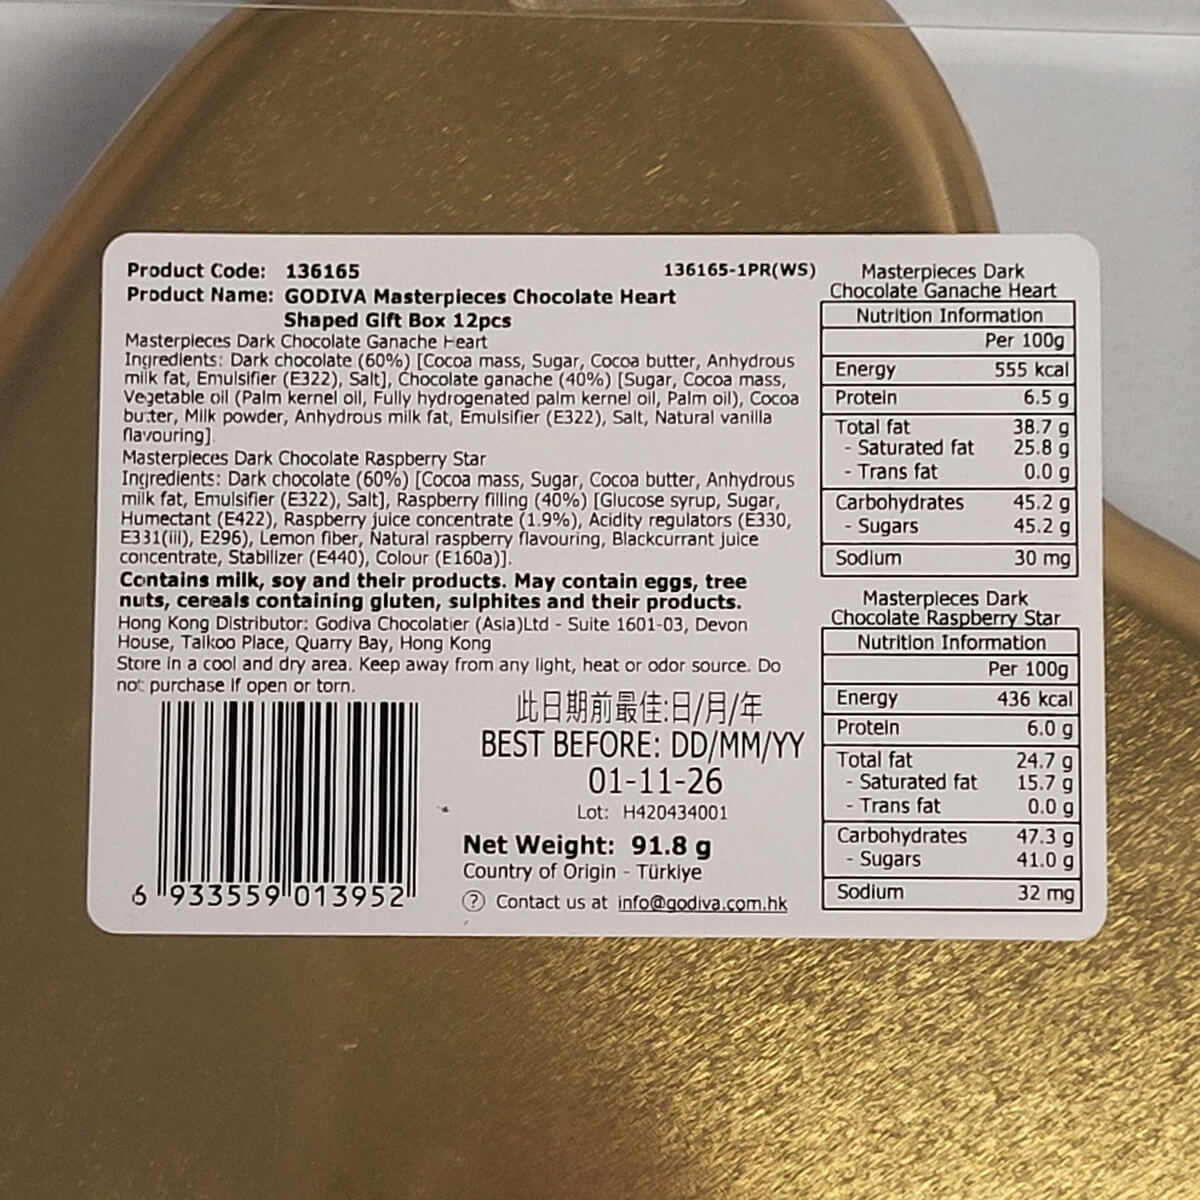 Product Code: 136165
136165-1PR(WS)
Product Name: GODIVA Masterpieces Chocolate Heart
Shaped Gift Box 12pcs
Masterpieces Dark Chocolate Ganache Heart
Ingredients: Dark chocolate (60%) [Cocoa mass, Sugar, Cocoa butter, Anhydrous
milk fat, Emulsifier (E322), Salt], Chocolate ganache (40%) [Sugar, Cocoa mass,
Vegetable oil (Palm kernel oil, Fully hydrogenated palm kernel oil, Palm oil), Cocoa
butter, Milk powder, Anhydrous milk fat, Emulsifier (E322), Salt, Natural vanilla
flavouring].
Masterpieces Dark Chocolate Raspberry Star
Ingredients: Dark chocolate (60%) [Cocoa mass, Sugar, Cocoa butter, Anhydrous
milk fat, Emulsifier (E322), Salt], Raspberry filling (40%) [Glucose syrup, Sugar,
Humectant (E422), Raspberry juice concentrate (1.9%), Acidity regulators (E330,
E331(iii), E296), Lemon fiber, Natural raspberry flavouring, Blackcurrant juice
concentrate, Stabilizer (E440), Colour (E160a)].
Contains milk, soy and their products. May contain eggs, tree
nuts, cereals containing gluten, sulphites and their products.
Hong Kong Distributor: Godiva Chocolatier (Asia)Ltd - Suite 1601-03, Devon
House, Taikoo Place, Quarry Bay, Hong Kong
Store in a cool and dry area. Keep away from any light, heat or odor source. Do
not purchase if open or torn.
6 933559 013952
此日期前最佳:日/月/年
BEST BEFORE: DD/MM/YY
01-11-26
Lot: H420434001
Net Weight: 91.8 g
Country of Origin - Türkiye
? Contact us at info@godiva.com.hk
Masterpieces Dark
Chocolate Ganache Heart
Nutrition Information
Per 100g
Energy 555 kcal
Protein 6.5 g
Total fat 38.7 g
- Saturated fat 25.8 g
- Trans fat 0.0 g
Carbohydrates 45.2 g
- Sugars 45.2 g
Sodium 30 mg
Masterpieces Dark
Chocolate Raspberry Star
Nutrition Information
Per 100g
Energy 436 kcal
Protein 6.0 g
Total fat 24.7 g
- Saturated fat 15.7 g
- Trans fat 0.0 g
Carbohydrates 47.3 g
- Sugars 41.0 g
Sodium 32 mg